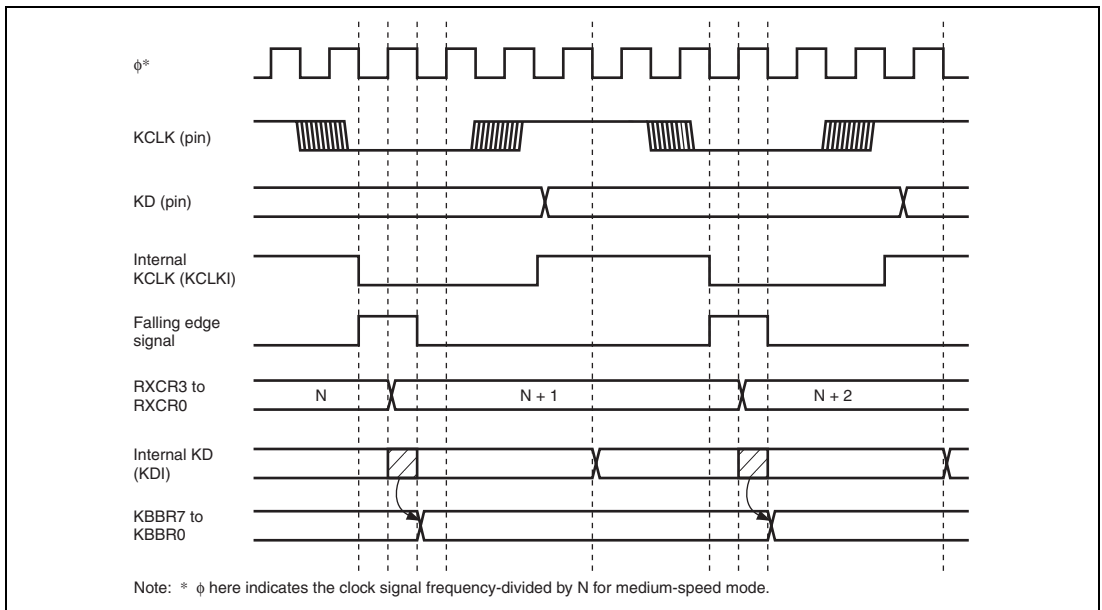 φ*
KCLK (pin)
KD (pin)
Internal
KCLK (KCLKI)
Falling edge
signal
RXCR3 to
RXCR0
N
N + 1
N + 2
Internal KD
(KDI)
KBBR7 to
KBBR0
Note: * φ here indicates the clock signal frequency-divided by N for medium-speed mode.